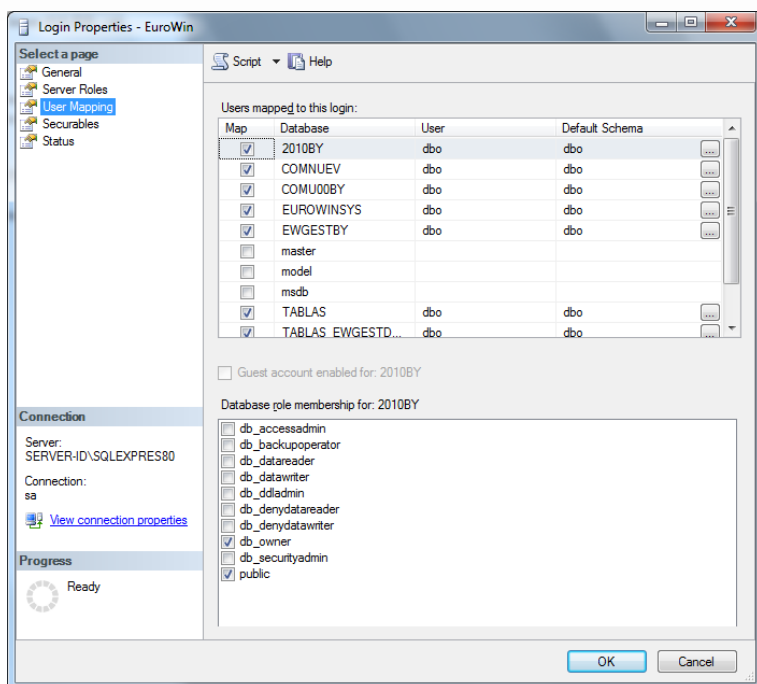 Login Properties - EuroWin
Select a page
General
Server Roles
User Mapping
Securables
Status
Connection
Server:
SERVER-ID\SQLEXPRES80
Connection:
sa
View connection properties
Progress
Ready
Script Help
Users mapped to this login:
Map Database User Default Schema
2010BY dbo dbo ...
COMNUEV dbo dbo ...
COMU00BY dbo dbo ...
EUROWINSYS dbo dbo ...
EWGESTBY dbo dbo ...
master
model
msdb
TABLAS dbo dbo ...
TABLAS_EWGESTD... dbo dbo ...
Guest account enabled for: 2010BY
Database role membership for: 2010BY
db_accessadmin
db_backupoperator
db_datareader
db_datawriter
db_ddladmin
db_denydatareader
db_denydatawriter
db_owner
db_securityadmin
public
OK Cancel